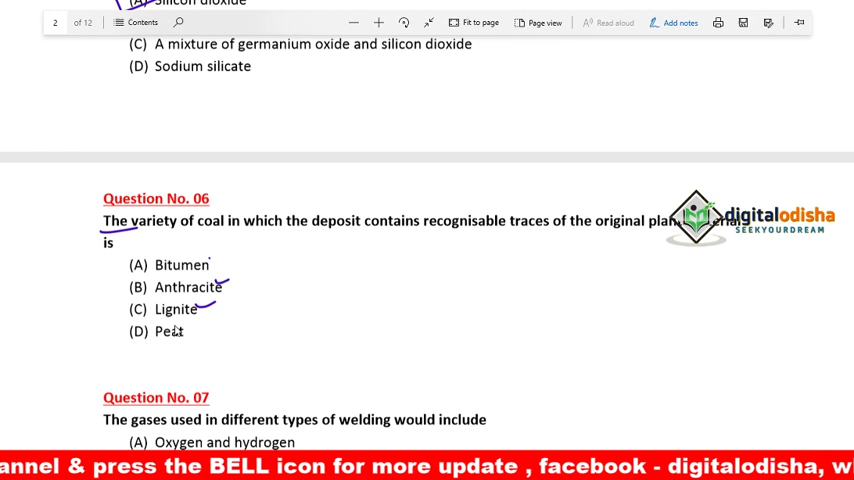 (A) Silicon dioxide
2 of 12 Contents Fit to page Page view Read aloud Add notes
(C) A mixture of germanium oxide and silicon dioxide
(D) Sodium silicate
Question No. 06
The variety of coal in which the deposit contains recognisable traces of the original
is
digitalodisha
SEEKYOURDREAM
(A) Bitumen
(B) Anthracite
(C) Lignite
(D) Peat
Question No. 07
The gases used in different types of welding would include
(A) Oxygen and hydrogen
annel & press the BELL icon for more update , facebook - digitalodisha, w